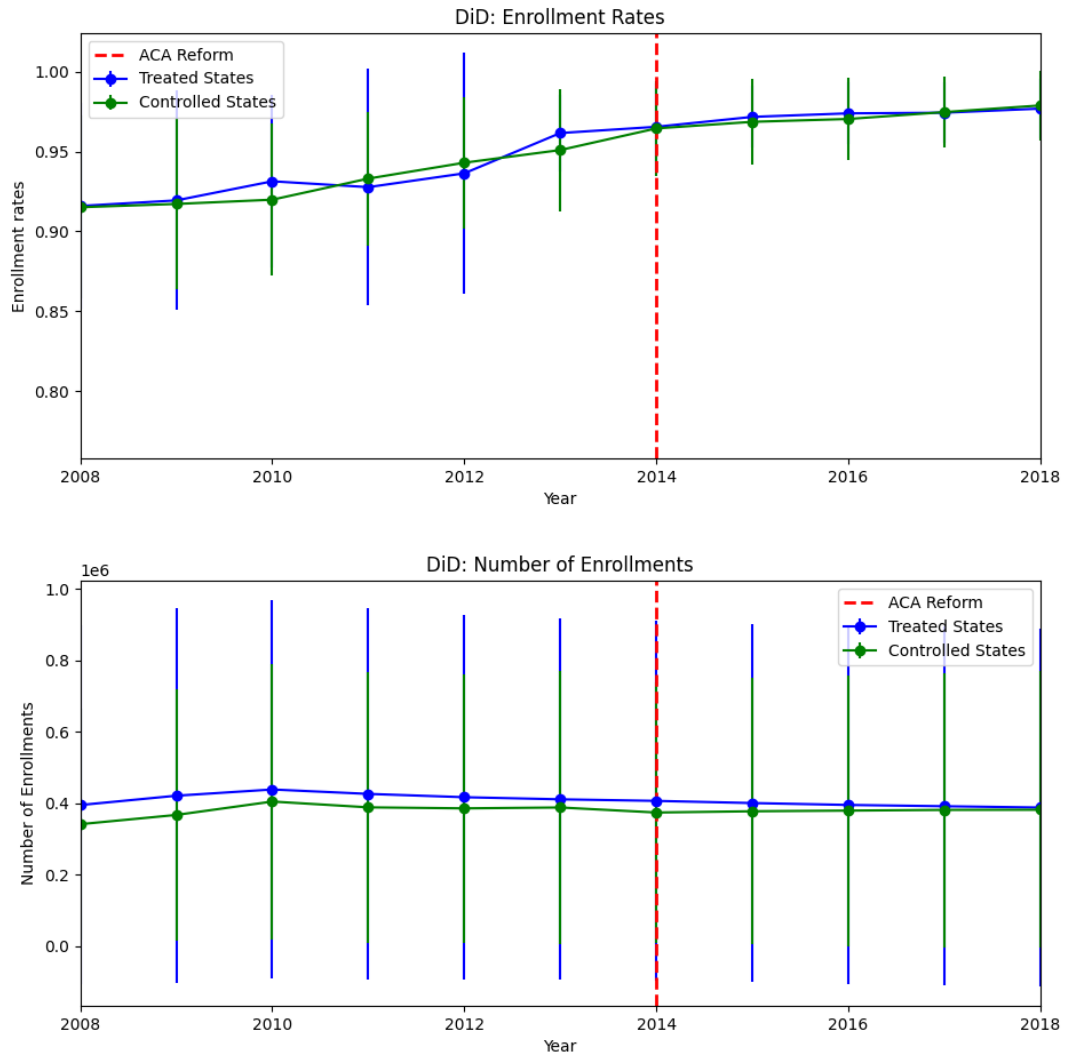 DiD: Enrollment Rates
ACA Reform
Treated States
Controlled States
1.00
0.95
0.90
0.85
0.80
Enrollment rates
2008 2010 2012 2014 2016 2018
Year
DiD: Number of Enrollments
1e6
ACA Reform
Treated States
Controlled States
1.0
0.8
0.6
0.4
0.2
0.0
Number of Enrollments
2008 2010 2012 2014 2016 2018
Year